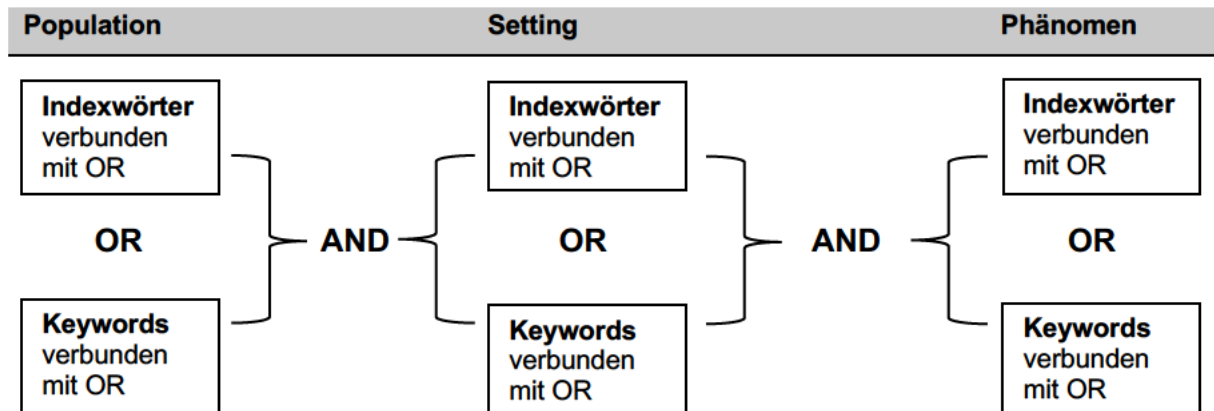 Population Setting Phänomen
Indexwörter
verbunden
mit OR
Indexwörter
verbunden
mit OR
Indexwörter
verbunden
mit OR
OR AND OR AND OR
Keywords
verbunden
mit OR
Keywords
verbunden
mit OR
Keywords
verbunden
mit OR